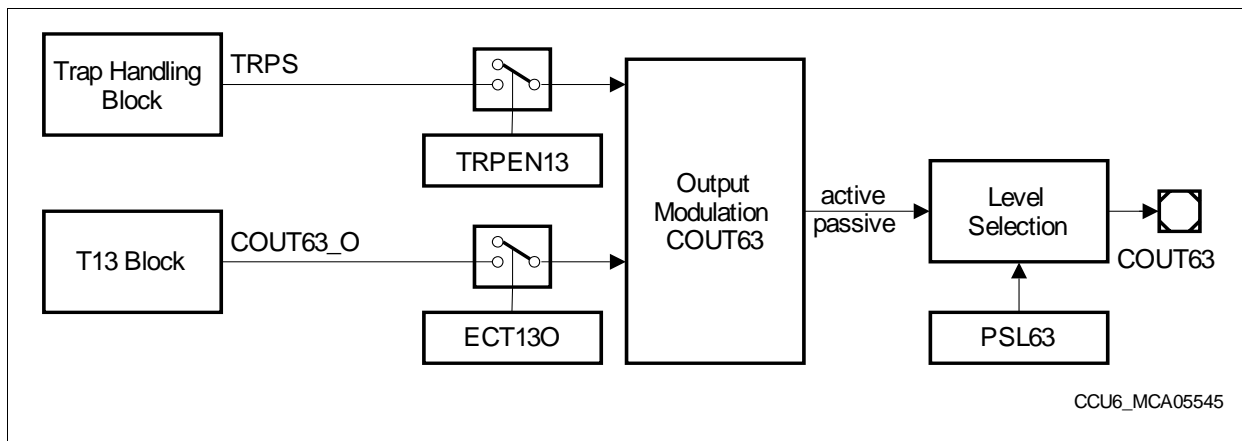 Trap Handling
Block
TRPS
TRPEN13
T13 Block
COUT63_O
ECT13O
Output
Modulation
COUT63
active
passive
Level
Selection
COUT63
PSL63
CCU6_MCA05545